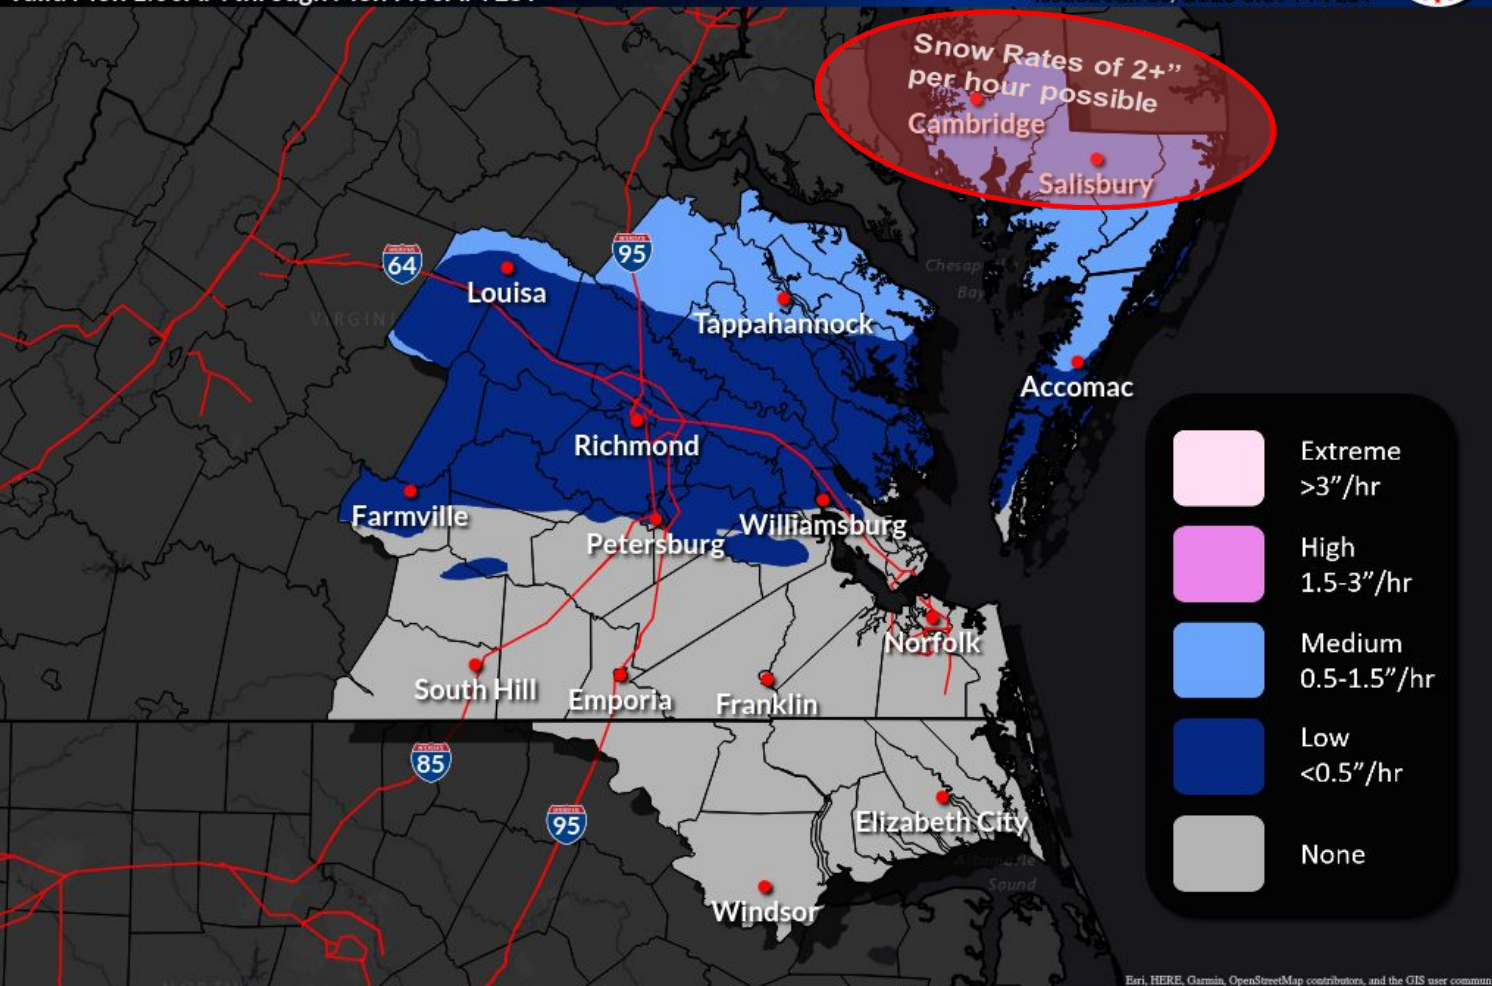 Snow Rates of 2+”
per hour possible
Cambridge
Salisbury
95
64
Louisa
Tappahannock
VIRGINI
Bay
Accomac
Richmond
Farmville
Williamsburg
Petersburg
Norfolk
South Hill
Emporia
Franklin
85
95
Elizabeth City
Sound
Windsor
Extreme
>3”/hr
High
1.5-3”/hr
Medium
0.5-1.5”/hr
Low
<0.5”/hr
None
Esri, HERE, Garmin, OpenStreetMap contributors, and the GIS user commun